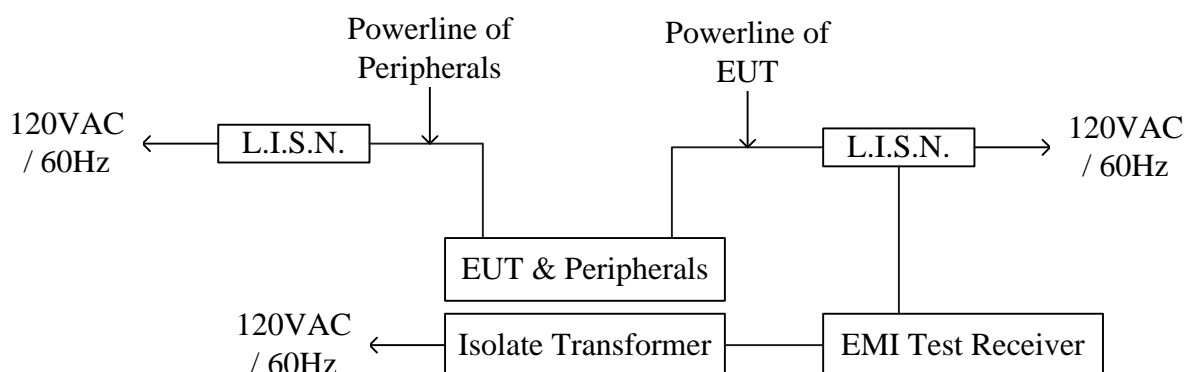 Powerline of
Peripherals
Powerline of
EUT
120VAC
/ 60Hz
L.I.S.N.
L.I.S.N.
120VAC
/ 60Hz
EUT & Peripherals
120VAC
/ 60Hz
Isolate Transformer
EMI Test Receiver